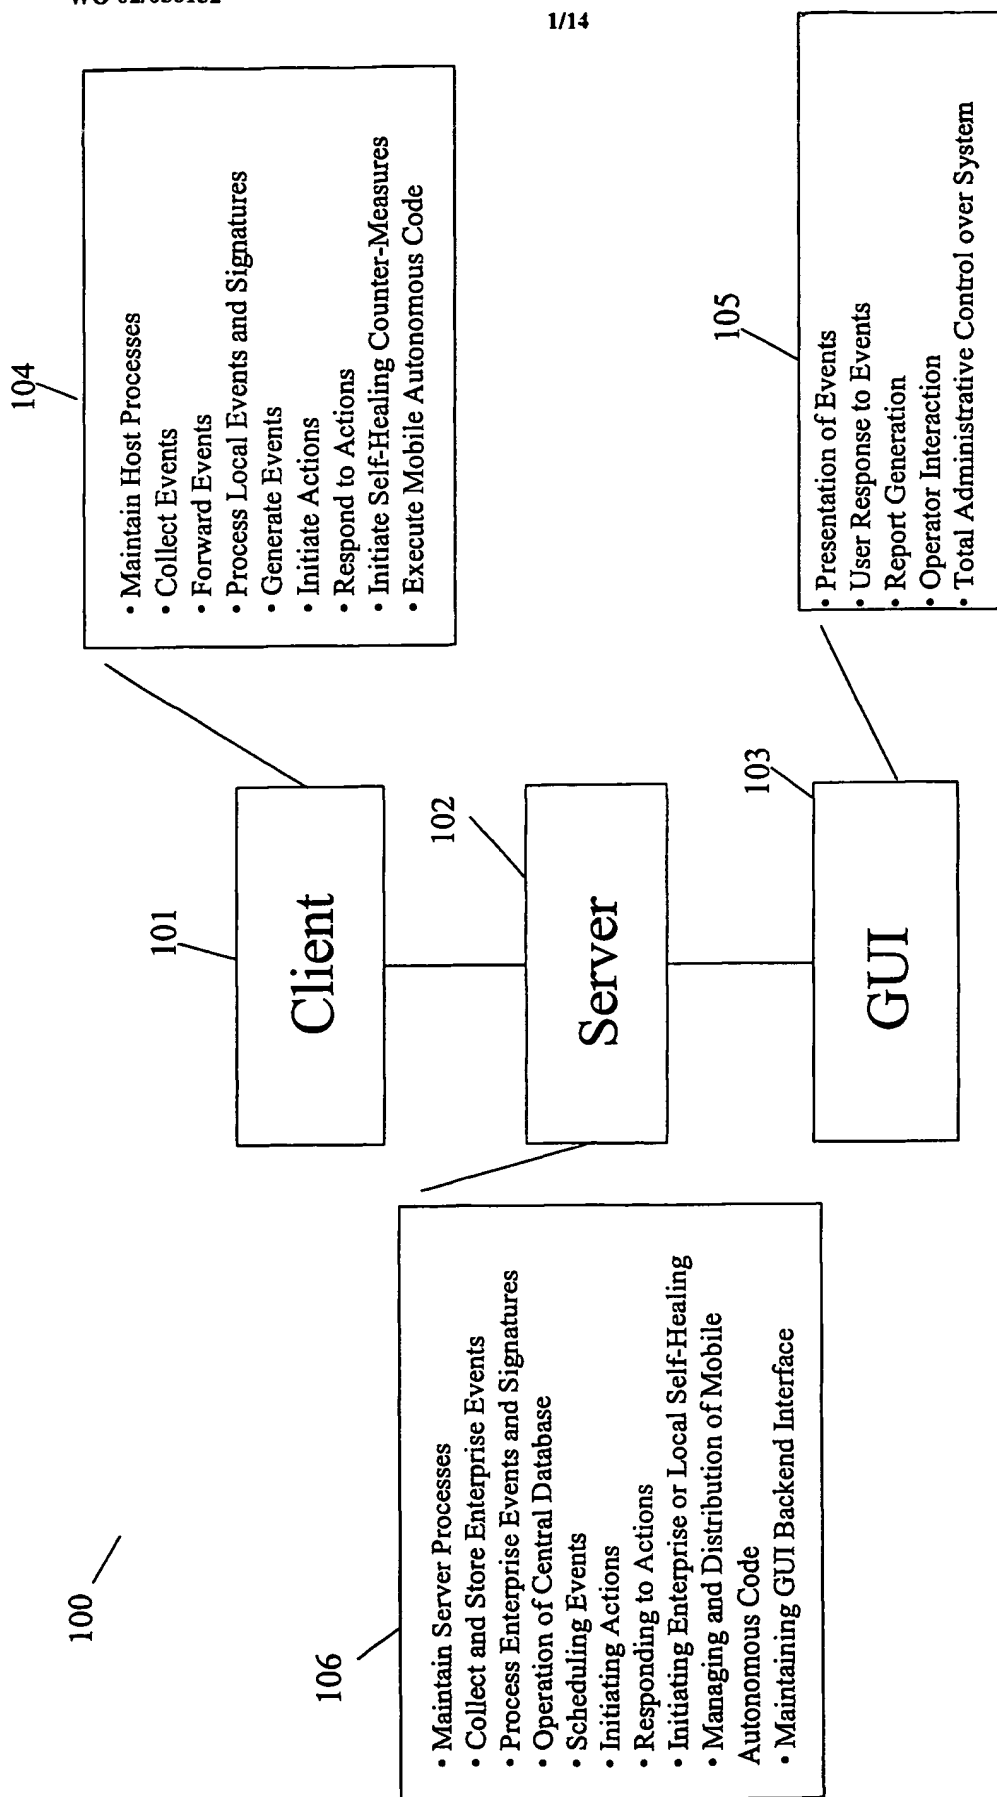 1/14
100
104
• Maintain Host Processes
• Collect Events
• Forward Events
• Process Local Events and Signatures
• Generate Events
• Initiate Actions
• Respond to Actions
• Initiate Self-Healing Counter-Measures
• Execute Mobile Autonomous Code
101
Client
102
Server
103
GUI
106
• Maintain Server Processes
• Collect and Store Enterprise Events
• Process Enterprise Events and Signatures
• Operation of Central Database
• Scheduling Events
• Initiating Actions
• Responding to Actions
• Initiating Enterprise or Local Self-Healing
• Managing and Distribution of Mobile
Autonomous Code
• Maintaining GUI Backend Interface
105
• Presentation of Events
• User Response to Events
• Report Generation
• Operator Interaction
• Total Administrative Control over System